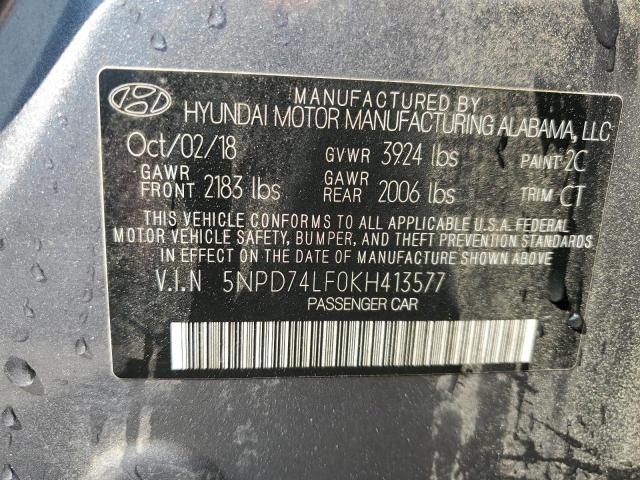 MANUFACTURED BY
HYUNDAI MOTOR MANUFACTURING ALABAMA, LLC
Oct/02/18 GVWR 3924 lbs PAINT 2C
GAWR FRONT 2183 lbs GAWR REAR 2006 lbs TRIM CT
THIS VEHICLE CONFORMS TO ALL APPLICABLE U.S.A. FEDERAL
MOTOR VEHICLE SAFETY, BUMPER, AND THEFT PREVENTION
STANDARDS IN EFFECT ON THE DATE OF MANUFACTURE SHOWN ABOVE.
V.I.N 5NPD74LF0KH413577
PASSENGER CAR